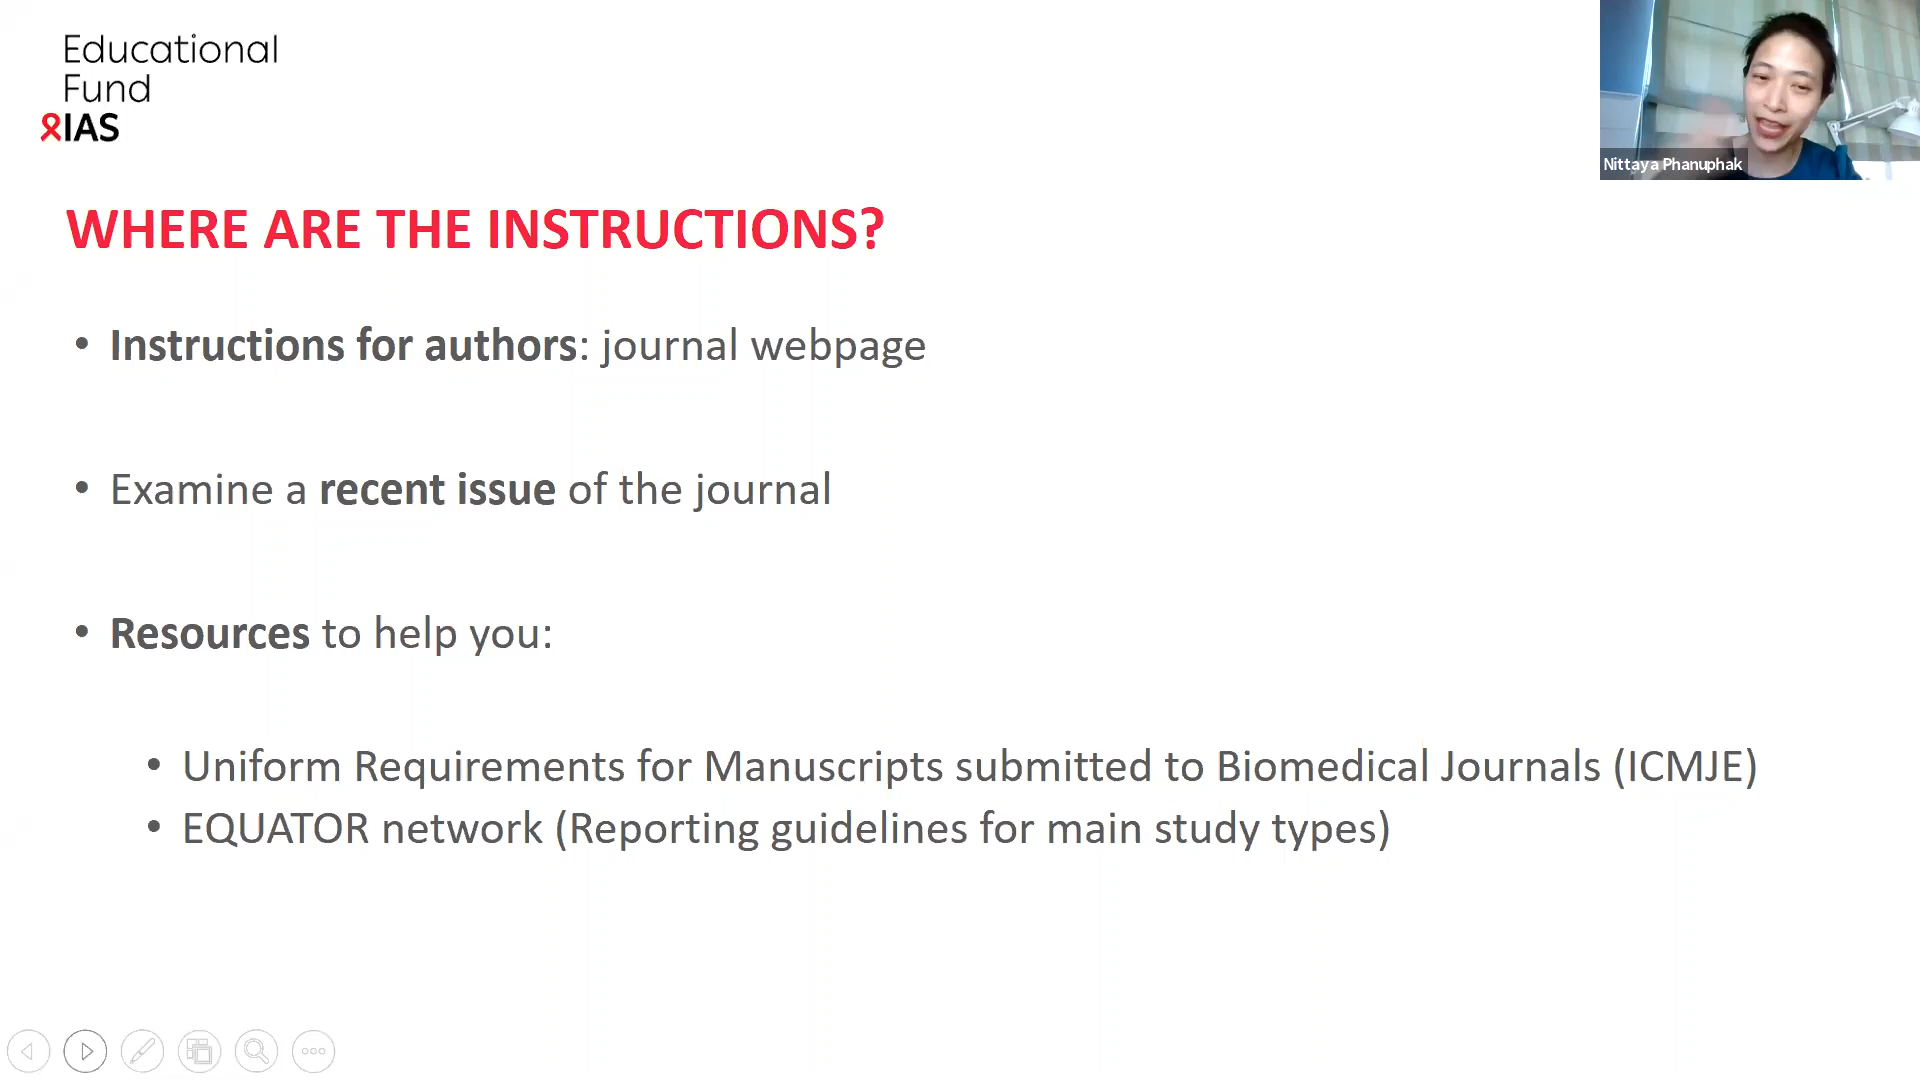 Educational
Fund
IAS
Nittaya Phanuphak
WHERE ARE THE INSTRUCTIONS?
• Instructions for authors: journal webpage
• Examine a recent issue of the journal
• Resources to help you:
• Uniform Requirements for Manuscripts submitted to Biomedical Journals (ICMJE)
• EQUATOR network (Reporting guidelines for main study types)